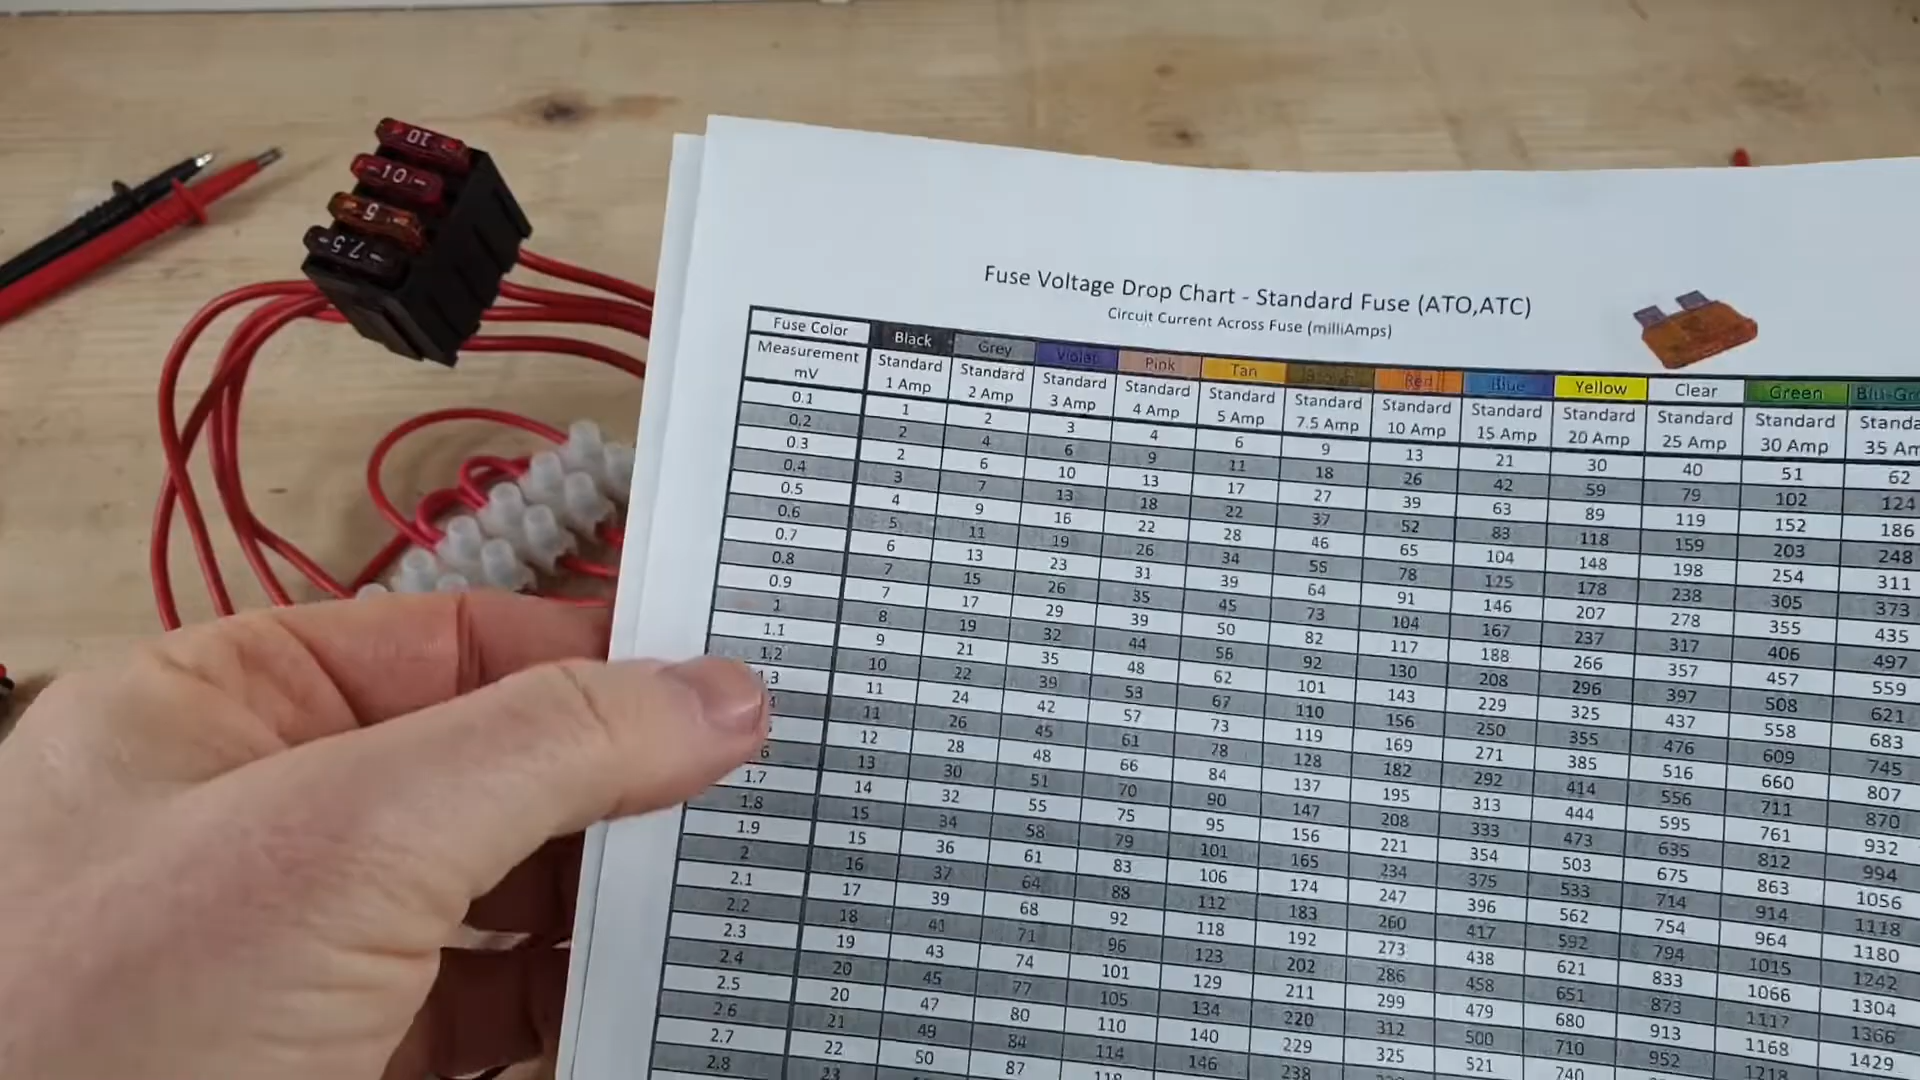 10
-10-
5
-7.5-
Fuse Voltage Drop Chart - Standard Fuse (ATO,ATC)
Circuit Current Across Fuse (milliAmps)
Fuse Color Black Grey Violet Pink Tan Brown Red Blue Yellow Clear Green Blu-Gr
Measurement Standard Standard Standard Standard Standard Standard Standard Standard Standard Standard Standard Standa
mV 1 Amp 2 Amp 3 Amp 4 Amp 5 Amp 7.5 Amp 10 Amp 15 Amp 20 Amp 25 Amp 30 Amp 35 Am
0.1 1 2 3 4 6 9 13 21 30 40 51 62
0.2 2 4 6 9 11 18 26 42 59 79 102 124
0.3 2 6 10 13 17 27 39 63 89 119 152 186
0.4 3 7 13 18 22 37 52 83 118 159 203 248
0.5 4 9 16 22 28 46 65 104 148 198 254 311
0.6 5 11 19 26 34 55 78 125 178 238 305 373
0.7 6 13 23 31 39 64 91 146 207 278 355 435
0.8 7 15 26 35 45 73 104 167 237 317 406 497
0.9 7 17 29 39 50 82 117 188 266 357 457 559
1 8 19 32 44 56 92 130 208 296 397 508 621
1.1 9 21 35 48 62 101 143 229 325 437 558 683
1.2 10 22 39 53 67 110 156 250 355 476 609 745
.3 11 24 42 57 73 119 169 271 385 516 660 807
4 11 26 45 61 78 128 182 292 414 556 711 870
12 28 48 66 84 137 195 313 444 595 761 932
6 13 30 51 70 90 147 208 333 473 635 812 994
1.7 14 32 55 75 95 156 221 354 503 675 863 1056
1.8 15 34 58 79 101 165 234 375 533 714 914 1118
1.9 15 36 61 83 106 174 247 396 562 754 964 1180
2 16 37 64 88 112 183 260 417 592 794 1015 1242
2.1 17 39 68 92 118 192 273 438 621 833 1066 1304
2.2 18 41 71 96 123 202 286 458 651 873 1117 1366
2.3 19 43 74 101 129 211 299 479 680 913 1168 1429
2.4 20 45 77 105 134 220 312 500 710 952 1218
2.5 20 47 80 110 140 229 325 521 740
2.6 21 49 84 114 146 238
2.7 22 50 87 118
2.8 23